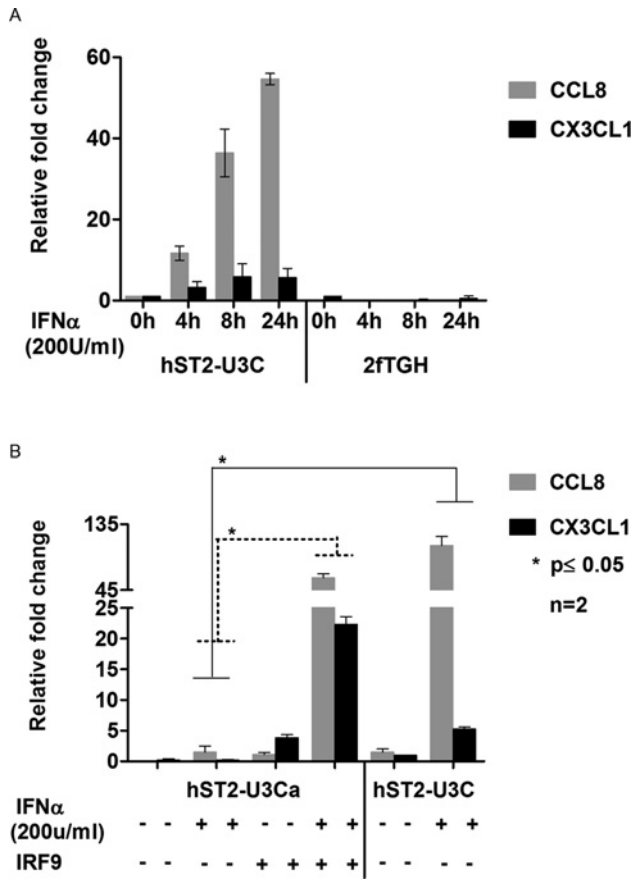 A
Relative fold change
60
40
20
0
CCL8
CX3CL1
IFNα
(200U/ml)
0h 4h 8h 24h 0h 4h 8h 24h
hST2-U3C 2fTGH
B
Relative fold change
135
45
25
20
15
10
5
0
*
*
CCL8
CX3CL1
* p≤ 0.05
n=2
hST2-U3Ca hST2-U3C
IFNα
(200u/ml) - - + + - - + + - - + +
IRF9 - - - - + + + + - - - -